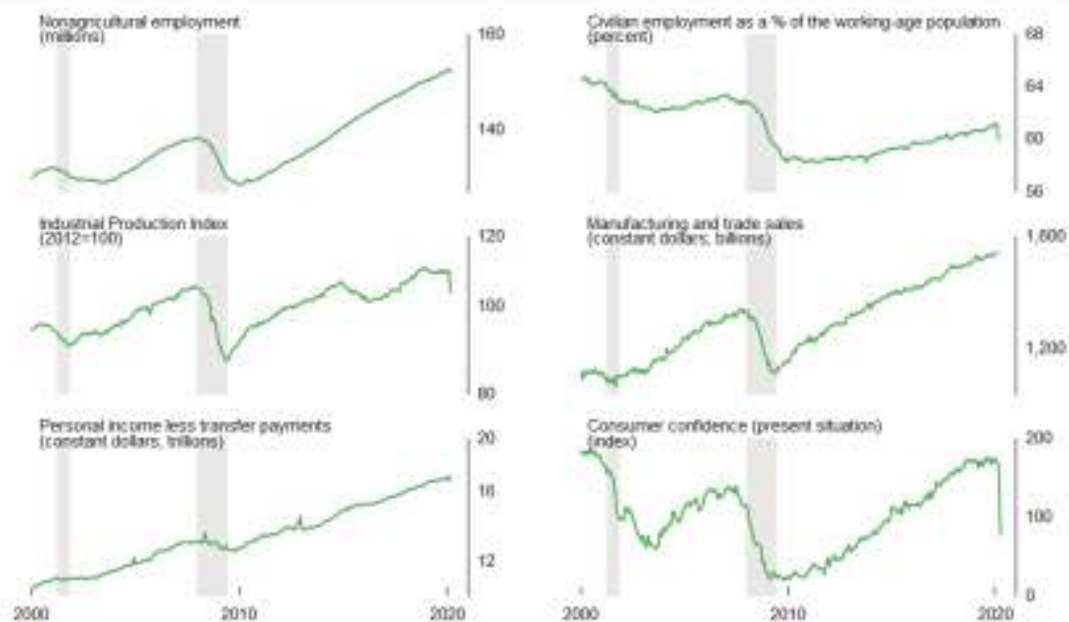 Nonagricultural employment
(millions)
160
140
Civilian employment as a % of the working-age population
(percent)
68
64
60
56
Industrial Production Index
(2012=100)
120
100
80
Manufacturing and trade sales
(constant dollars, billions)
1,600
1,200
Personal income less transfer payments
(constant dollars, trillions)
20
16
12
2000 2010 2020
Consumer confidence (present situation)
(index)
200
100
0
2000 2010 2020